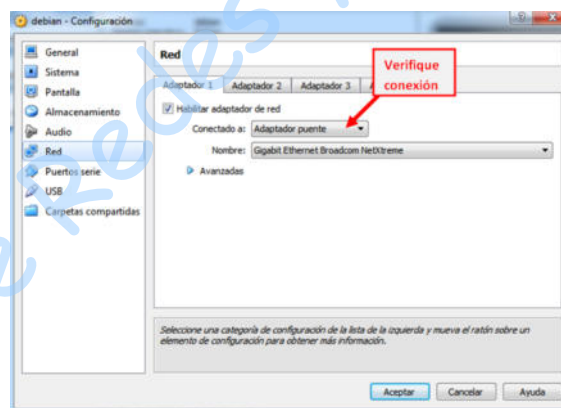 debian - Configuración
General
Sistema
Pantalla
Almacenamiento
Audio
Red
Puertos serie
USB
Carpetas compartidas
Red
Adaptador 1 Adaptador 2 Adaptador 3
Verifique
conexión
Habilitar adaptador de red
Conectado a: Adaptador puente
Nombre: Gigabit Ethernet Broadcom NetXtreme
Avanzadas
Seleccione una categoría de configuración de la lista de la izquierda y mueva el ratón sobre un
elemento de configuración para obtener más información.
Aceptar Cancelar Ayuda
e Redes